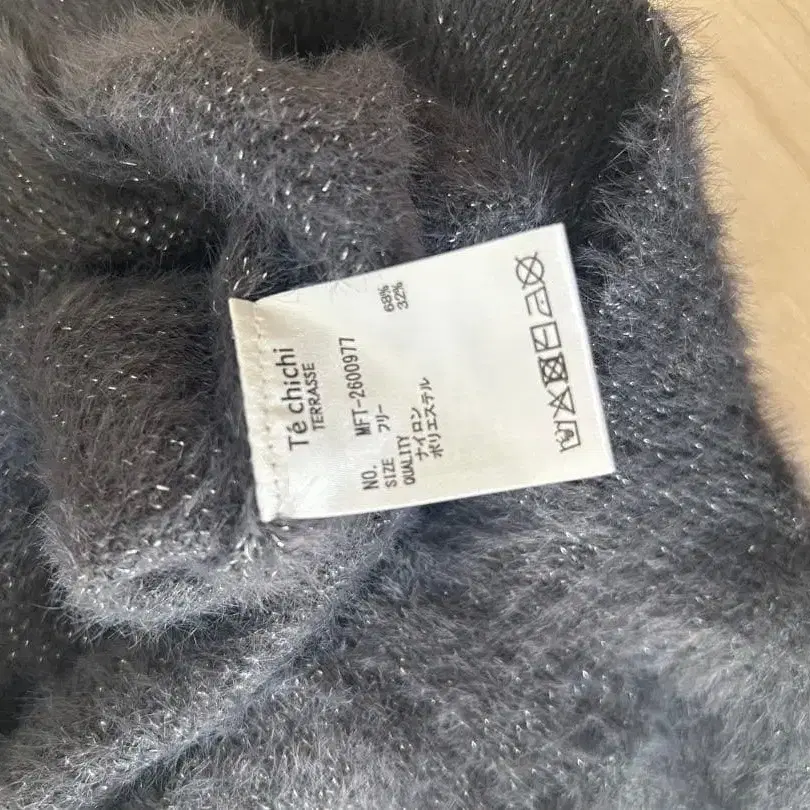 Té chichi
TERRASSE
NO. MFT-2600977
SIZE フリー
QUALITY
ナイロン 68%
ポリエステル 32%